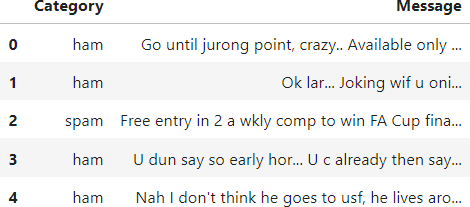 Category Message
0 ham Go until jurong point, crazy.. Available only ...
1 ham Ok lar... Joking wif u oni...
2 spam Free entry in 2 a wkly comp to win FA Cup fina...
3 ham U dun say so early hor... U c already then say...
4 ham Nah I don't think he goes to usf, he lives aro...